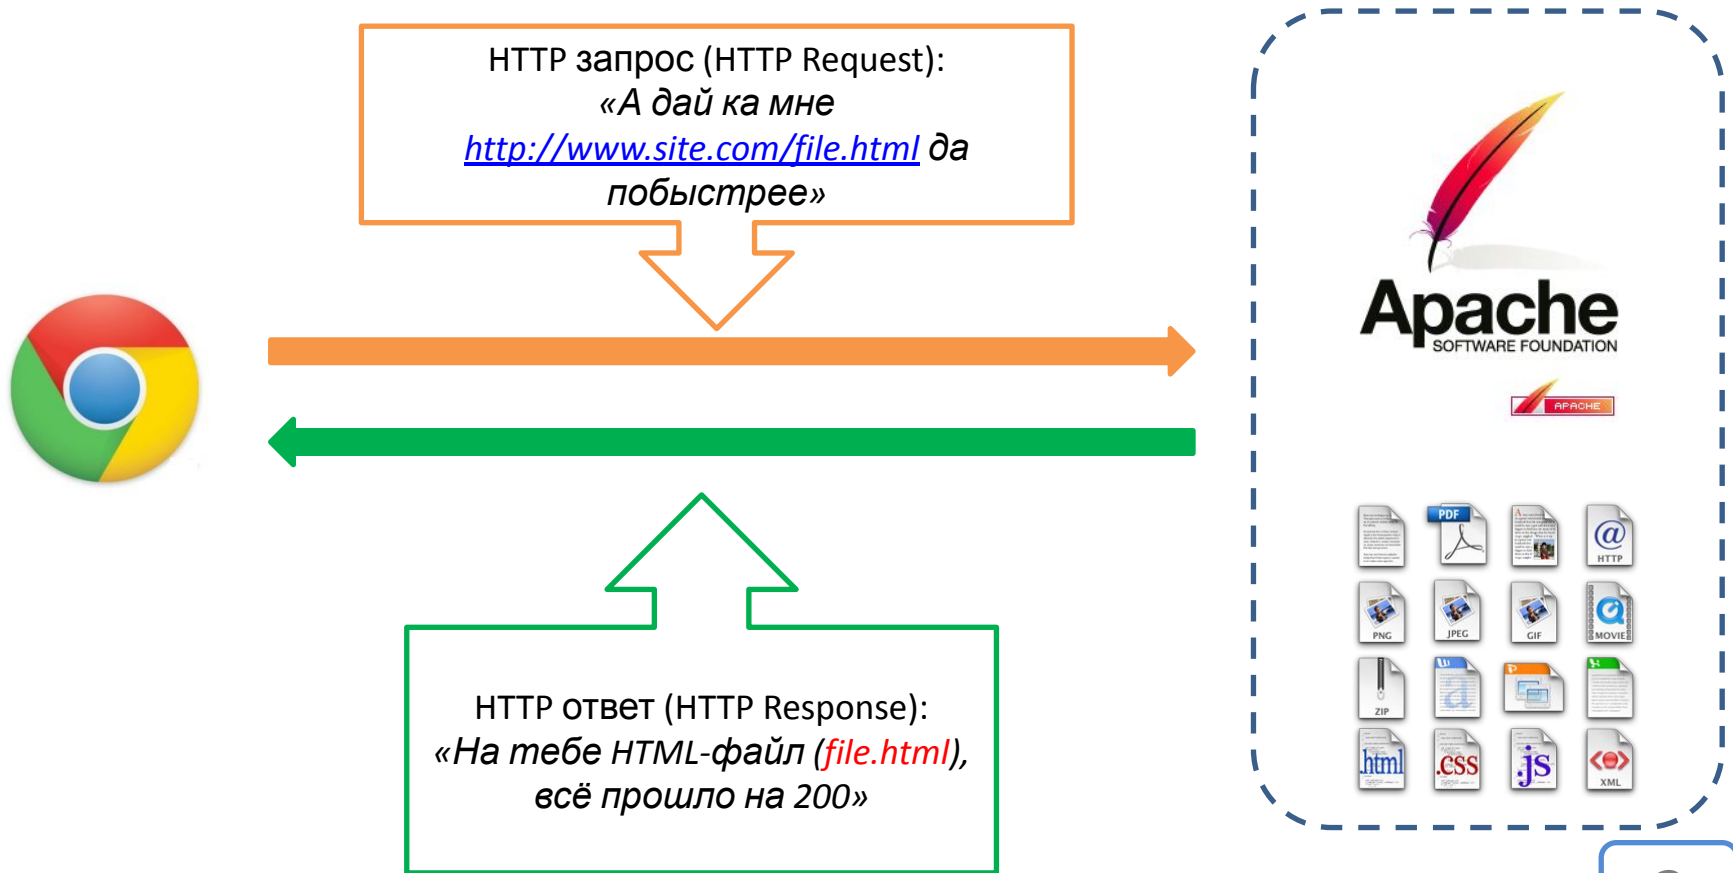 HTTP запрос (HTTP Request):
«А дай ка мне
http://www.site.com/file.html да
побыстрее»
Apache
SOFTWARE FOUNDATION
APACHE
PDF
HTTP
PNG
JPEG
GIF
MOVIE
ZIP
.html
.css
.js
XML
HTTP ответ (HTTP Response):
«На тебе HTML-файл (file.html),
всё прошло на 200»